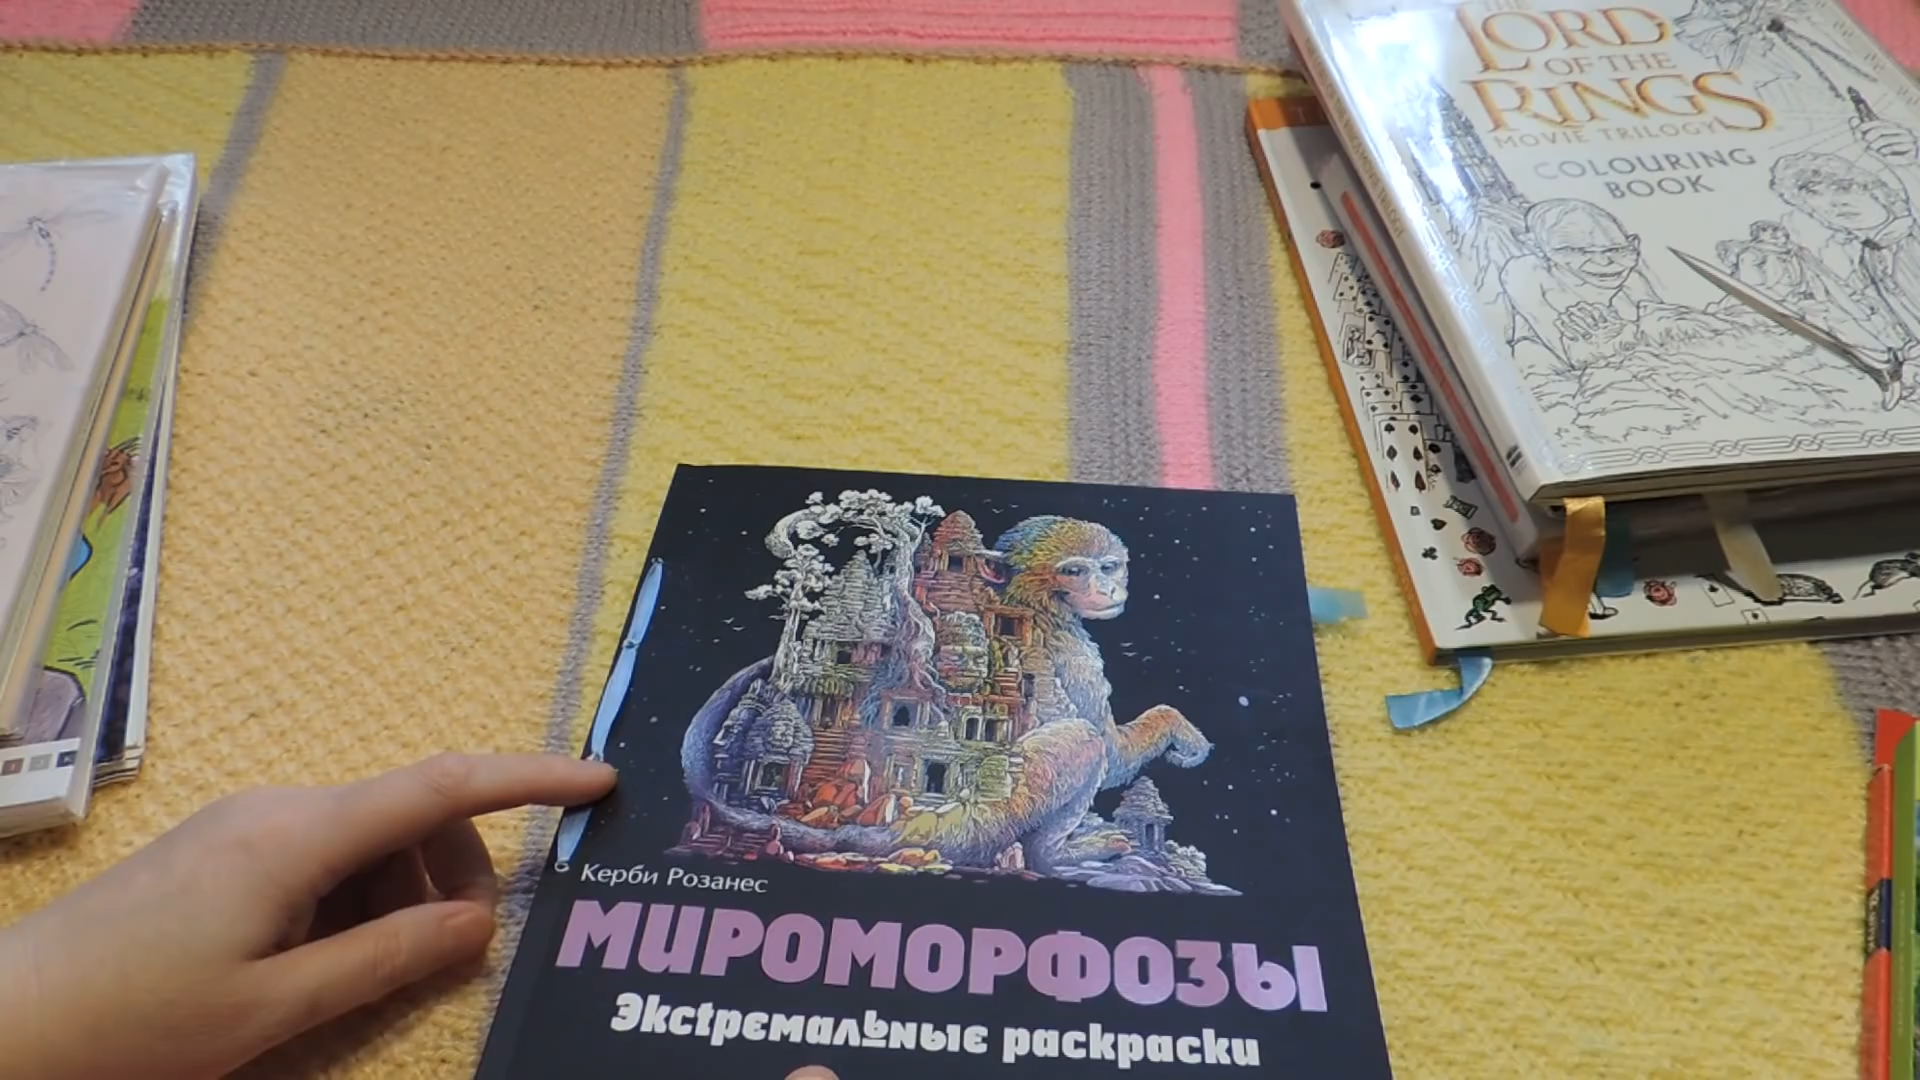 THE
LORD
OF THE
RINGS
MOVIE TRILOGY
COLOURING
BOOK
Керби Розанес
МИРОМОРФОЗЫ
Экстремальные раскраски